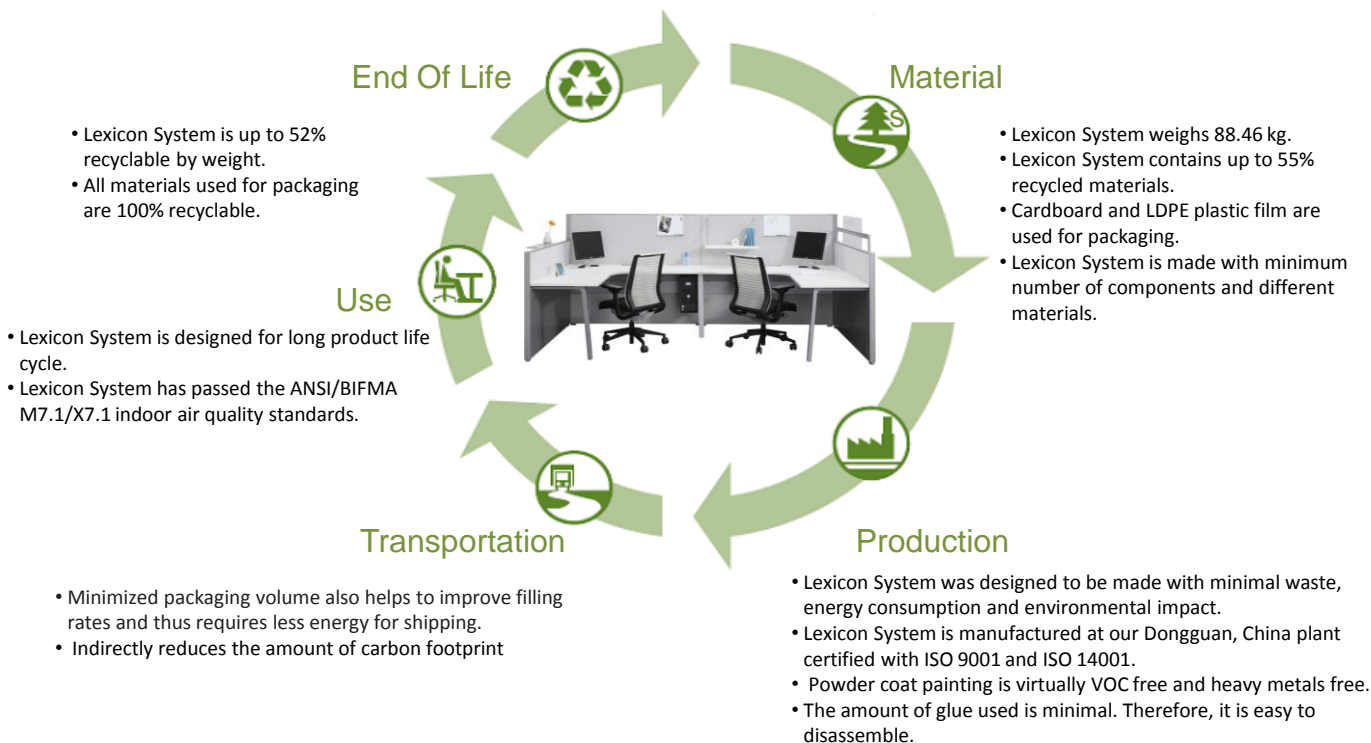 End Of Life
• Lexicon System is up to 52%
recyclable by weight.
• All materials used for packaging
are 100% recyclable.
Material
S
• Lexicon System weighs 88.46 kg.
• Lexicon System contains up to 55%
recycled materials.
• Cardboard and LDPE plastic film are
used for packaging.
• Lexicon System is made with minimum
number of components and different
materials.
Use
• Lexicon System is designed for long product life
cycle.
• Lexicon System has passed the ANSI/BIFMA
M7.1/X7.1 indoor air quality standards.
Transportation
• Minimized packaging volume also helps to improve filling
rates and thus requires less energy for shipping.
• Indirectly reduces the amount of carbon footprint
Production
• Lexicon System was designed to be made with minimal waste,
energy consumption and environmental impact.
• Lexicon System is manufactured at our Dongguan, China plant
certified with ISO 9001 and ISO 14001.
• Powder coat painting is virtually VOC free and heavy metals free.
• The amount of glue used is minimal. Therefore, it is easy to
disassemble.